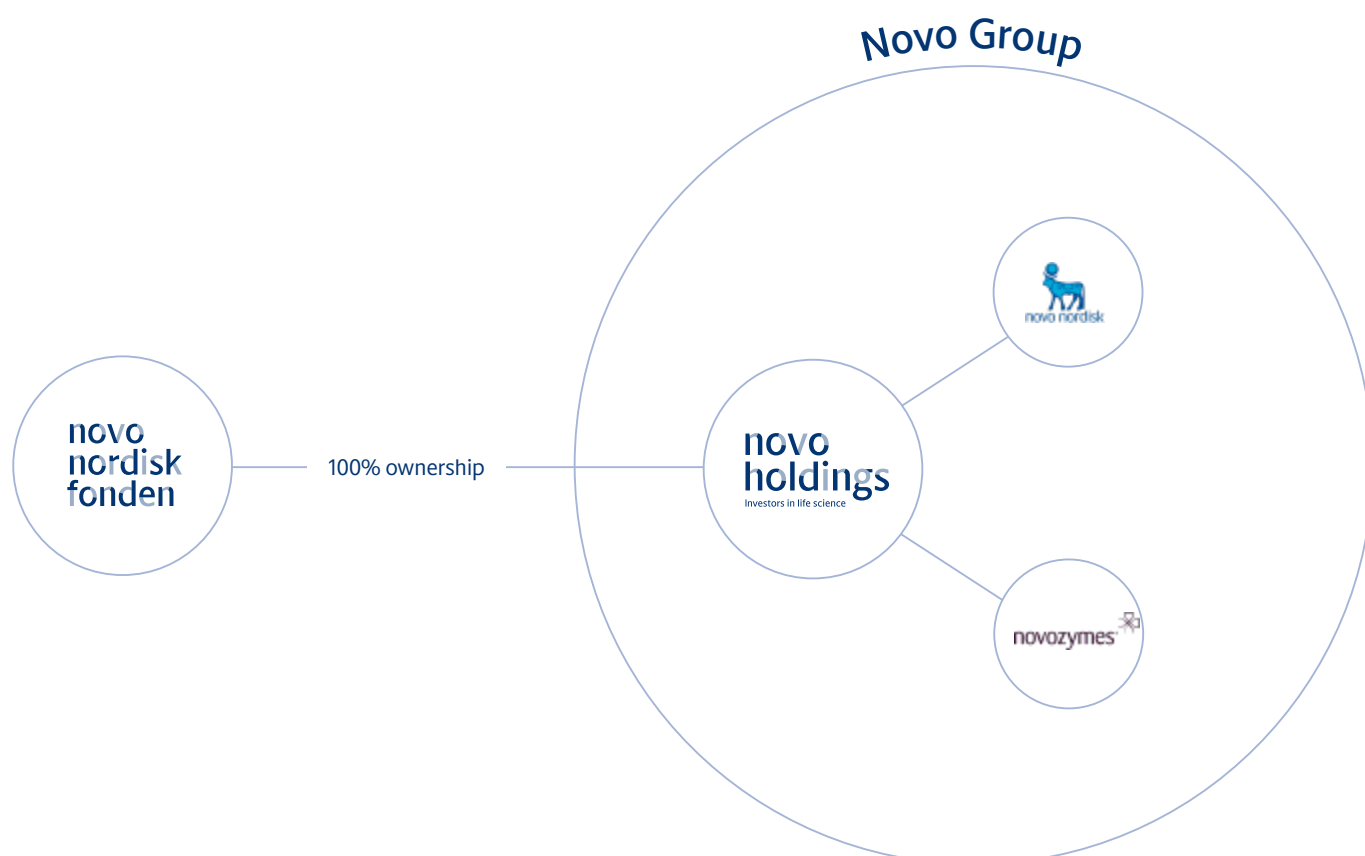 Novo Group
novo nordisk
novo
nordisk
fonden
100% ownership
novo
holdings
Investors in life science
novozymes